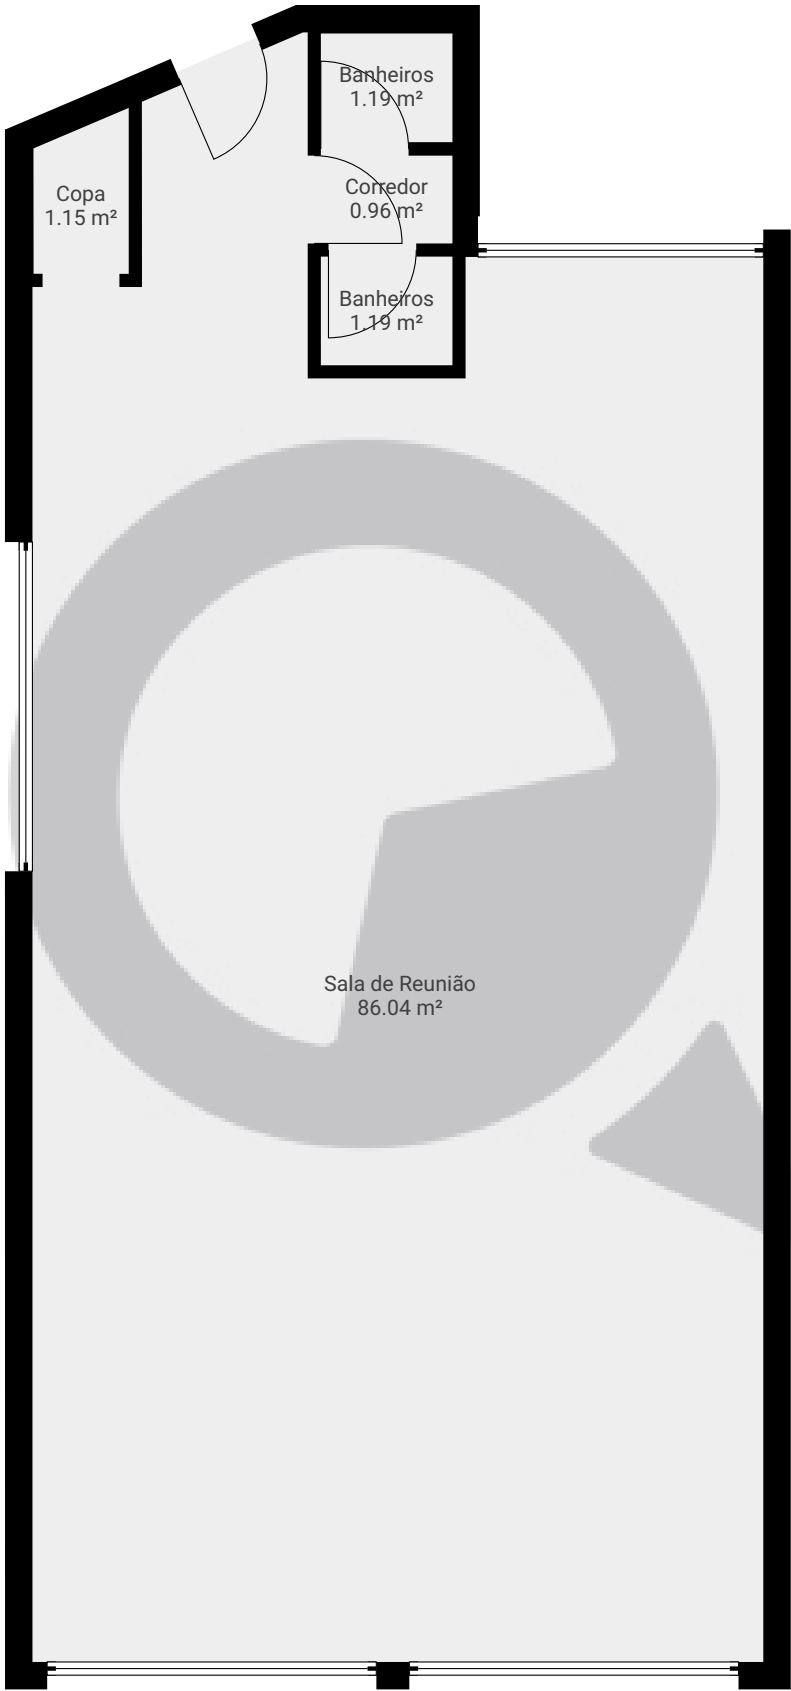 Banheiros
1.19 m²
Copa
1.15 m²
Corredor
0.96 m²
Banheiros
1.19 m²
Sala de Reunião
86.04 m²